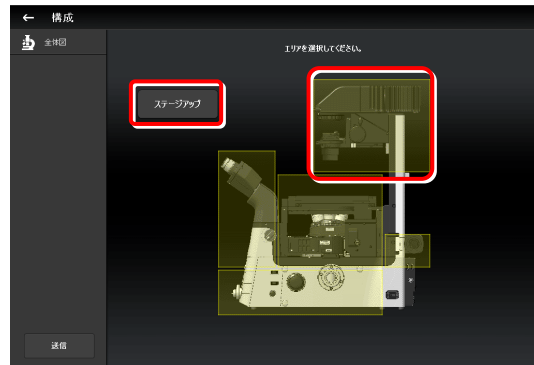 ← 構成
全体図
エリアを選択してください。
ステージアップ
送信